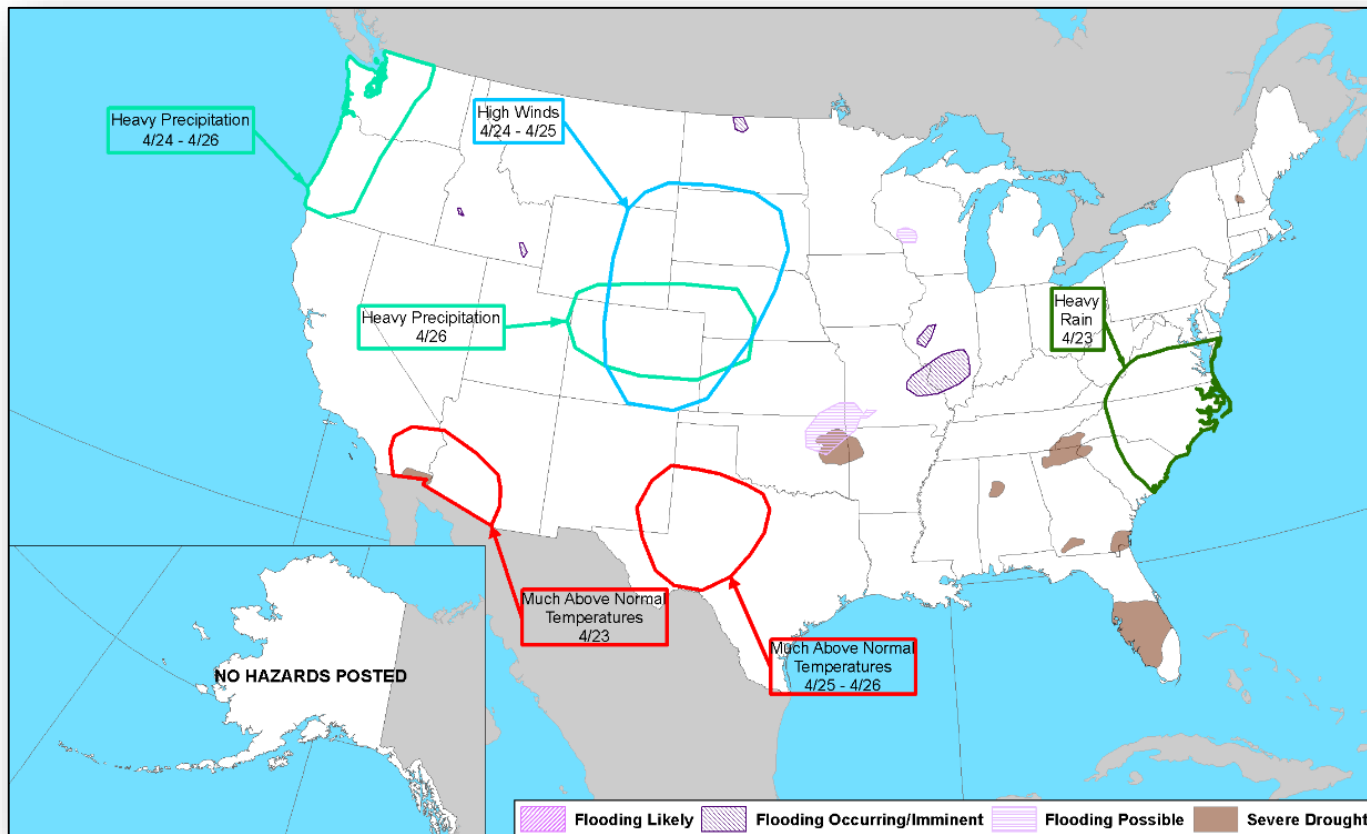 Heavy Precipitation
4/24 - 4/26
High Winds
4/24 - 4/25
Heavy Precipitation
4/26
Heavy
Rain
4/23
Much Above Normal
Temperatures
4/23
Much Above Normal
Temperatures
4/25 - 4/26
NO HAZARDS POSTED
Flooding Likely
Flooding Occurring/Imminent
Flooding Possible
Severe Drought